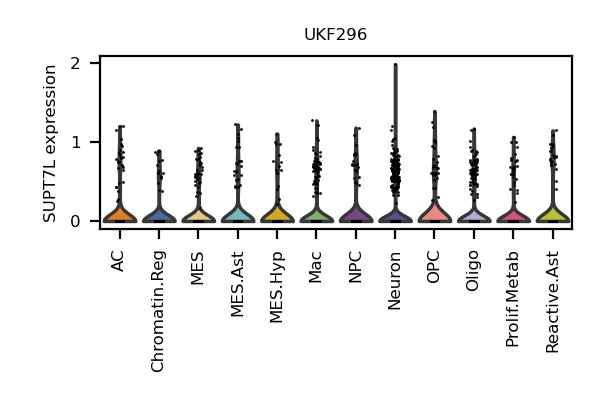 UKF296
SUPT7L expression
2
1
0
AC
Chromatin.Reg
MES
MES.Ast
MES.Hyp
Mac
NPC
Neuron
OPC
Oligo
Prolif.Metab
Reactive.Ast